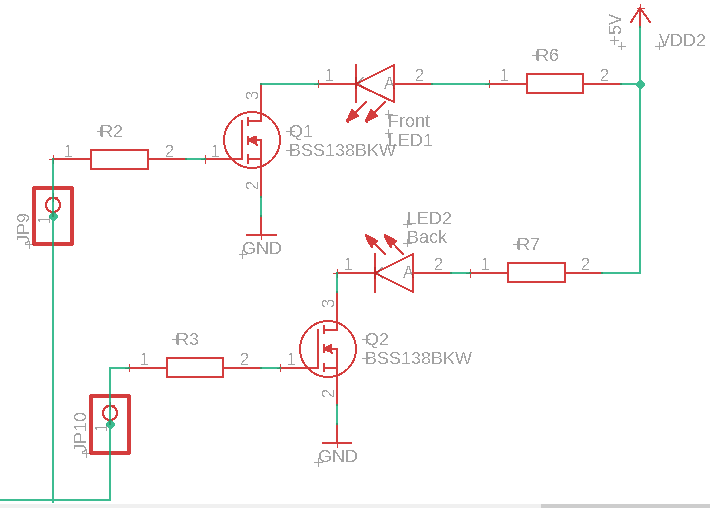 +5V
VDD2
R6
1
2
1
A
2
3
Front
LED1
R2
1
2
1
Q1
BSS138BKW
2
JP9
1
GND
LED2
Back
1
A
2
R7
1
2
3
R3
1
2
1
Q2
BSS138BKW
2
JP10
1
GND